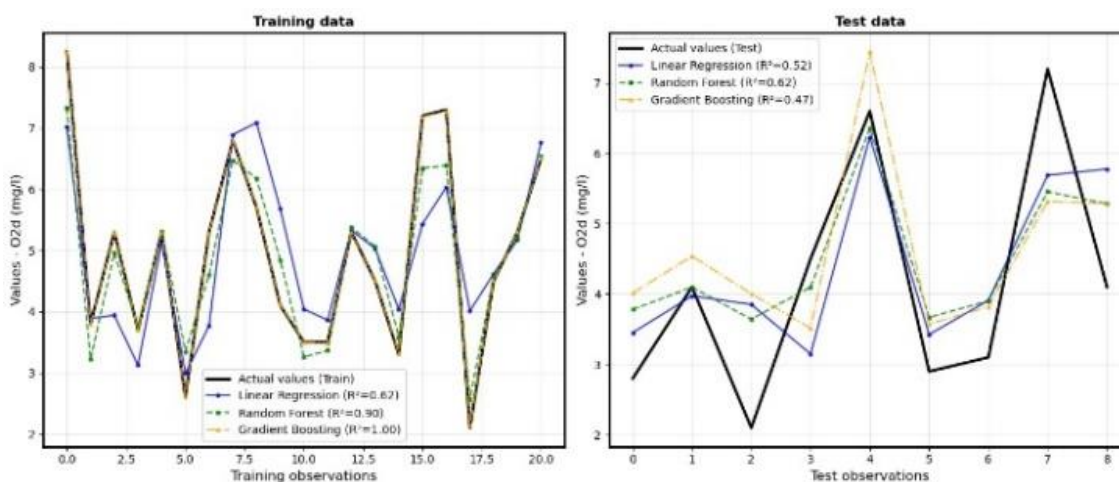 Training data
Values - O2d (mg/l)
8
7
6
5
4
3
2
Actual values (Train)
Linear Regression (R²=0.67)
Random Forest (R²=0.90)
Gradient Boosting (R²=1.00)
0.0 2.5 5.0 7.5 10.0 12.5 15.0 17.5 20.0
Training observations
Test data
Values - O2d (mg/l)
Actual values (Test)
Linear Regression (R²=0.52)
Random Forest (R²=0.62)
Gradient Boosting (R²=0.47)
7
6
5
4
3
2
0 1 2 3 4 5 6 7 8
Test observations